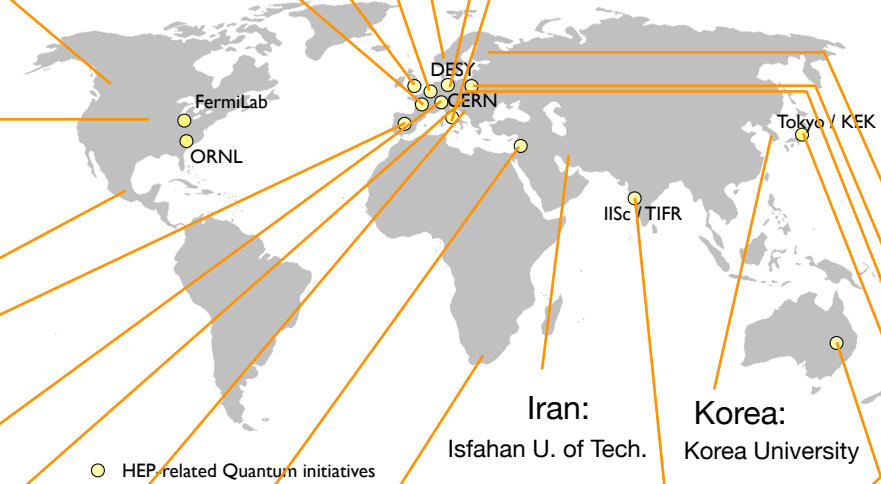 DESY
FermiLab
CERN
Tokyo / KEK
ORNL
IISc / TIFR
Iran:
Isfahan U. of Tech.
Korea:
Korea University
HEP-related Quantum initiatives